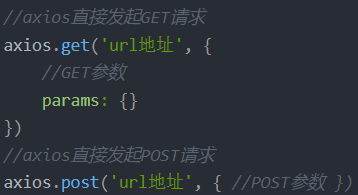 //axios直接发起GET请求
axios.get('url地址', {
    //GET参数
    params: {}
})
//axios直接发起POST请求
axios.post('url地址', { //POST参数 })